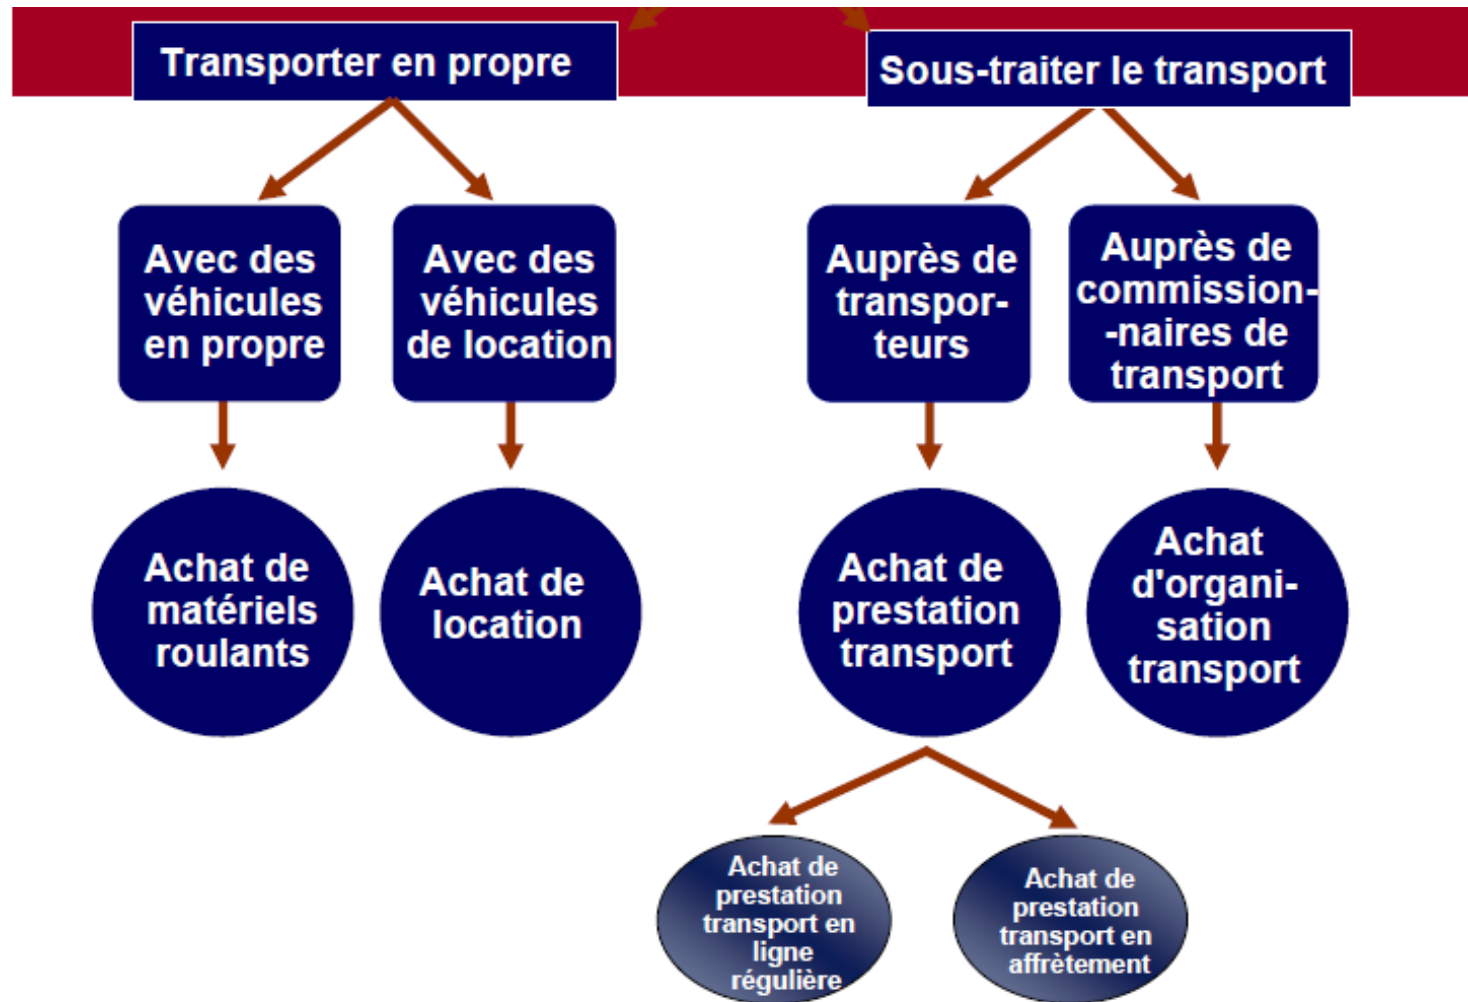 Transporter en propre
Sous-traiter le transport
Avec des
véhicules
en propre
Avec des
véhicules
de location
Auprès de
transpor-
teurs
Auprès de
commission-
-naires de
transport
Achat de
matériels
roulants
Achat de
location
Achat de
prestation
transport
Achat
d'organi-
sation
transport
Achat de
prestation
transport en
ligne
régulière
Achat de
prestation
transport en
affrètement